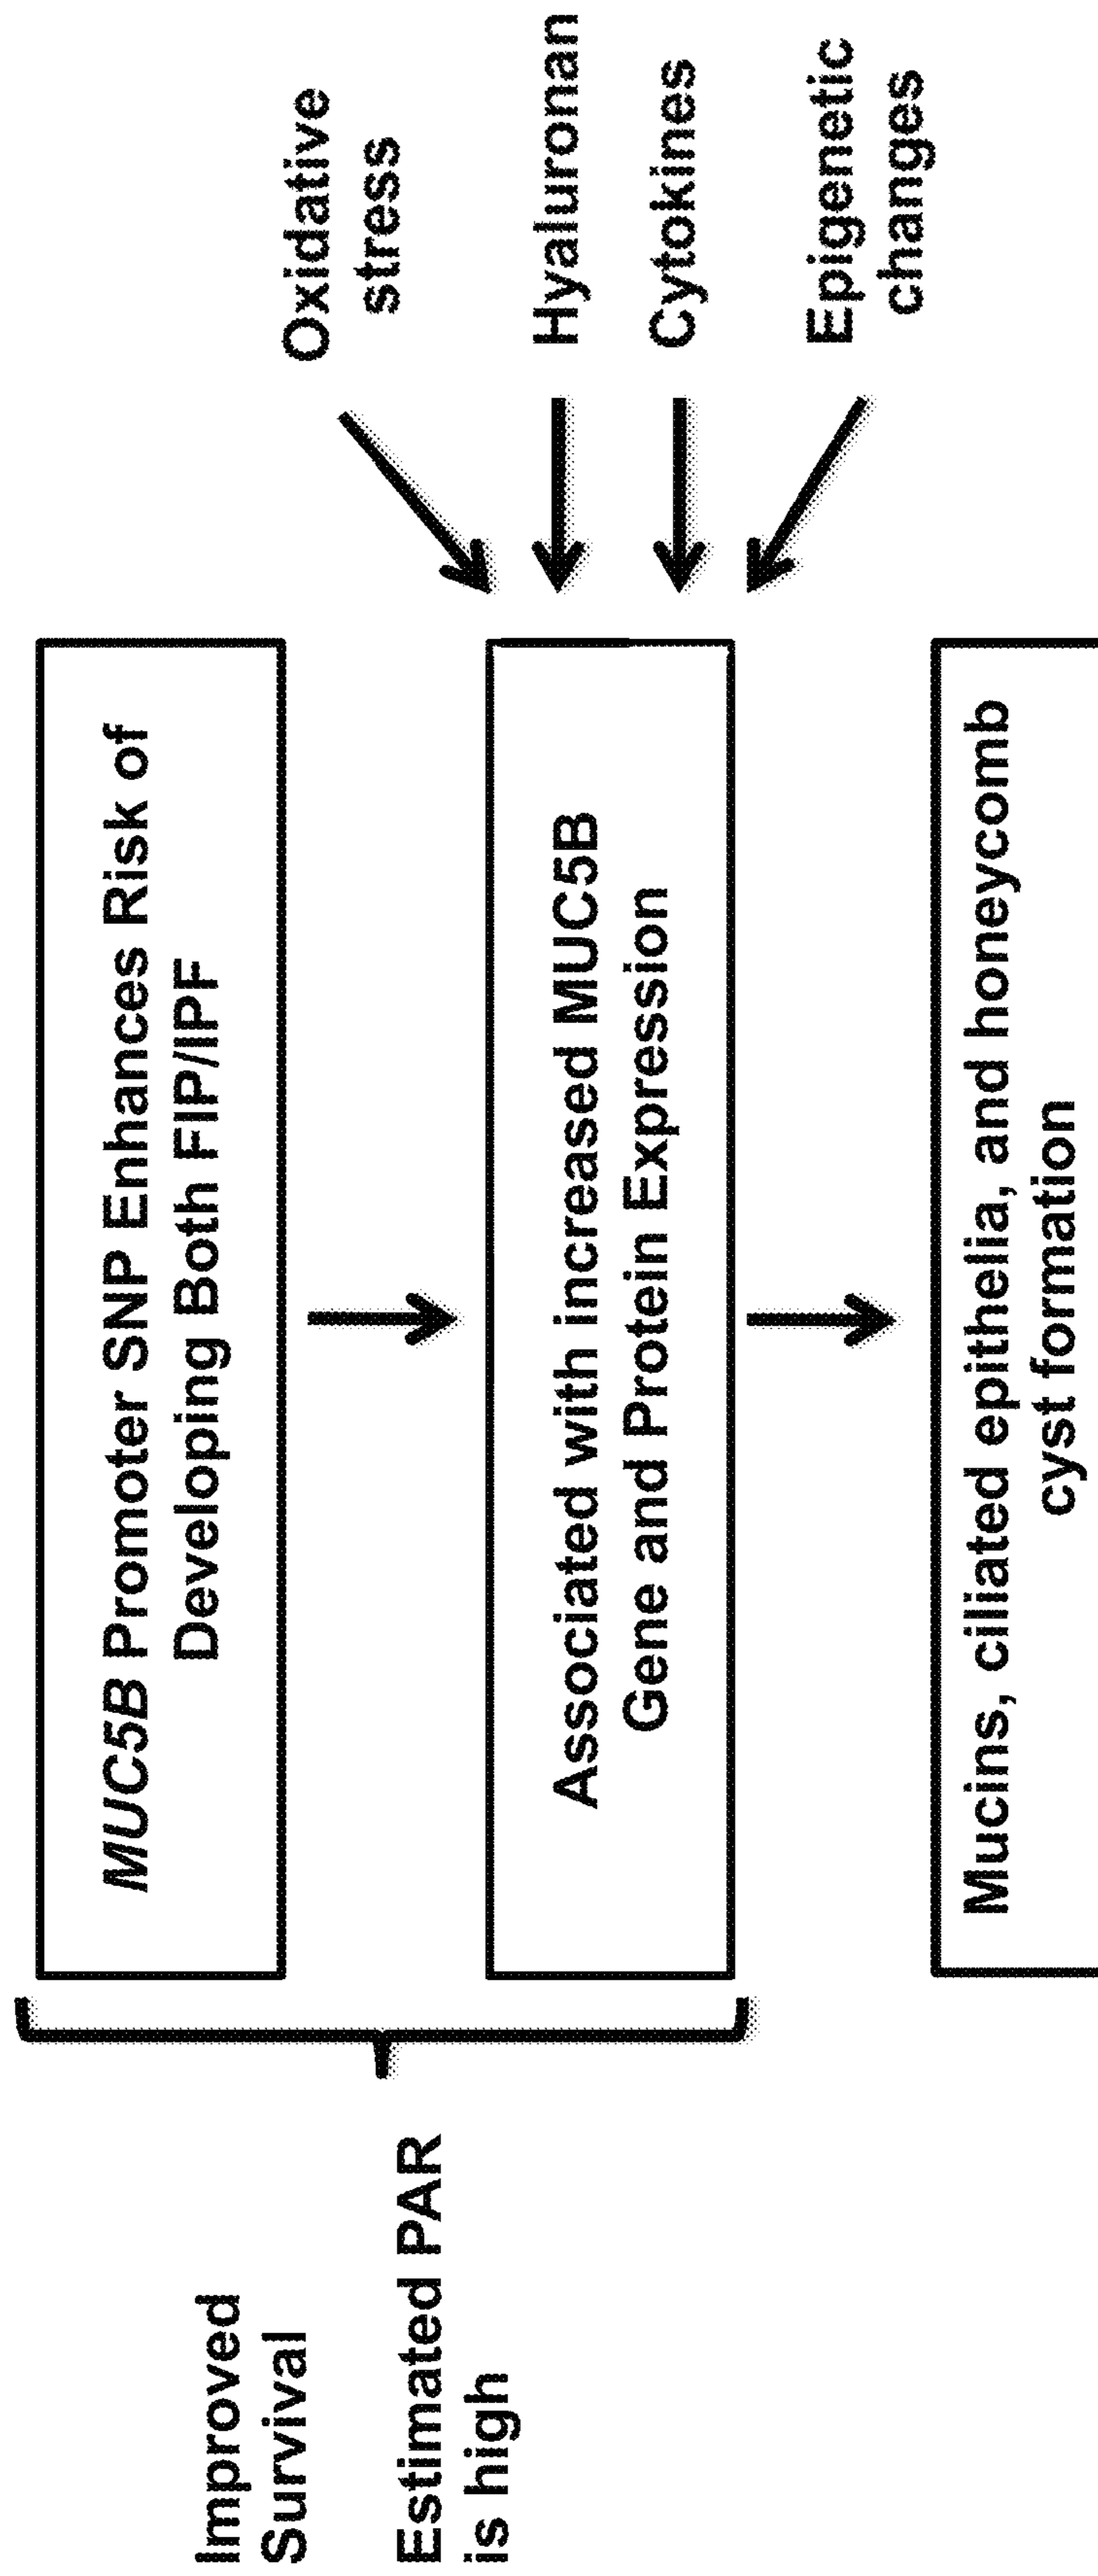 Improved
Survival
Estimated PAR
is high
MUC5B Promoter SNP Enhances Risk of
Developing Both FIP/IPF
Associated with increased MUC5B
Gene and Protein Expression
Mucins, ciliated epithelia, and honeycomb
cyst formation
Oxidative
stress
Hyaluronan
Cytokines
Epigenetic
changes